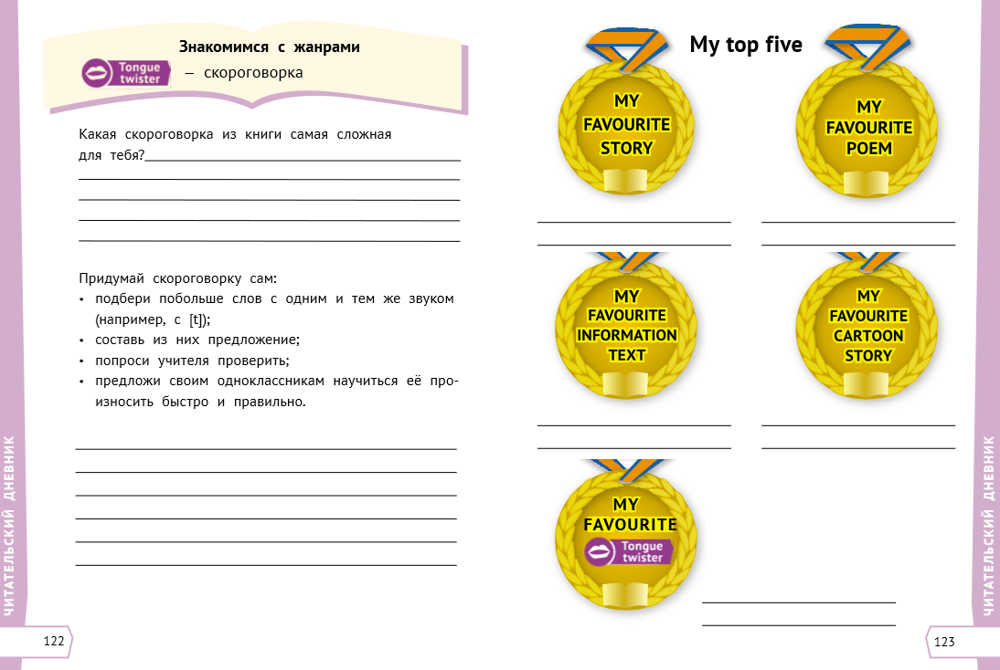 Знакомимся с жанрами
Tongue
twister
– скороговорка
Какая скороговорка из книги самая сложная
для тебя?
Придумай скороговорку сам:
• подбери побольше слов с одним и тем же звуком
(например, с [t]);
• составь из них предложение;
• попроси учителя проверить;
• предложи своим одноклассникам научиться её про-
износить быстро и правильно.
ЧИТАТЕЛЬСКИЙ ДНЕВНИК
122
My top five
MY
FAVOURITE
STORY
MY
FAVOURITE
POEM
MY
FAVOURITE
INFORMATION
TEXT
MY
FAVOURITE
CARTOON
STORY
MY
FAVOURITE
Tongue
twister
ЧИТАТЕЛЬСКИЙ ДНЕВНИК
123